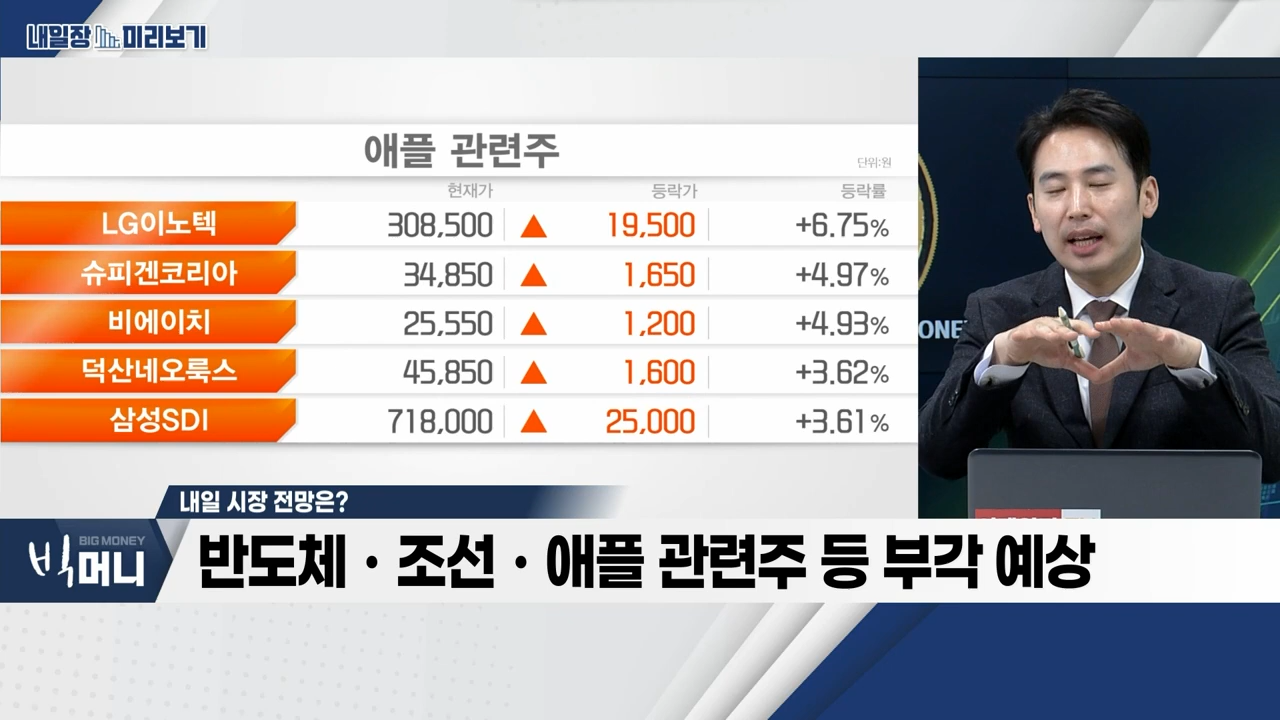 내일장 미리보기
애플 관련주
단위:원
현재가 등락가 등락률
LG이노텍 308,500 ▲ 19,500 +6.75%
슈피겐코리아 34,850 ▲ 1,650 +4.97%
비에이치 25,550 ▲ 1,200 +4.93%
덕산네오룩스 45,850 ▲ 1,600 +3.62%
삼성SDI 718,000 ▲ 25,000 +3.61%
내일 시장 전망은?
BIG MONEY
빅머니
반도체 · 조선 · 애플 관련주 등 부각 예상